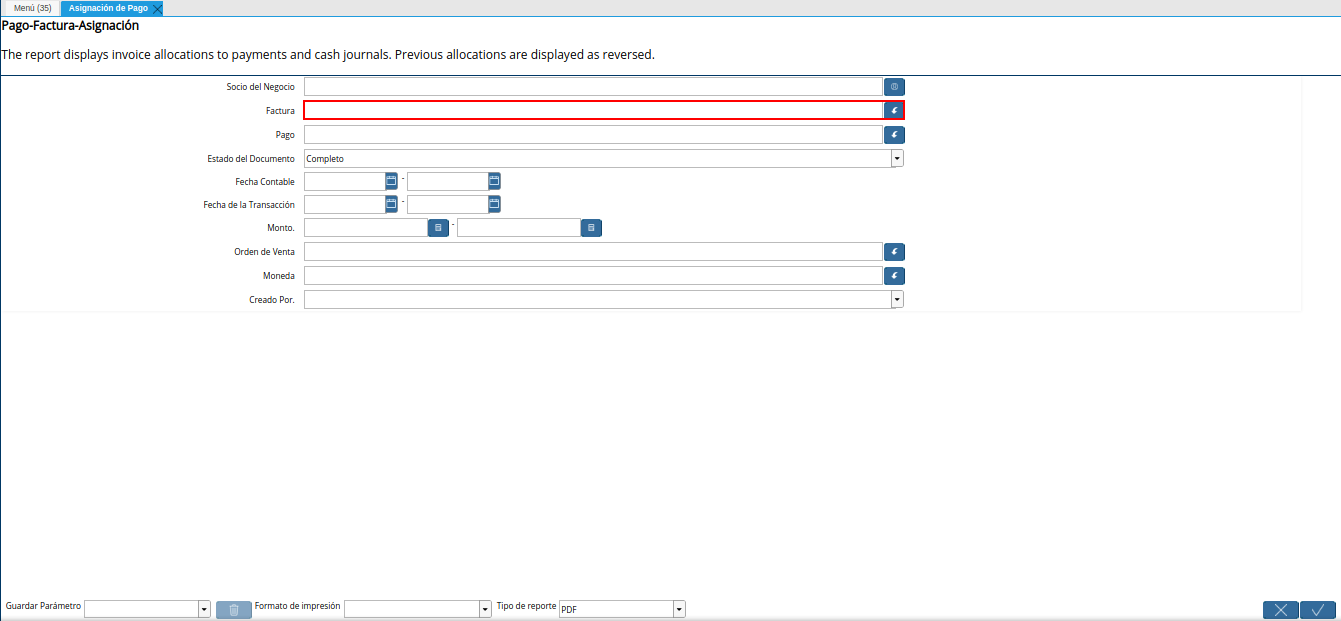 Menú (35) Asignación de Pago
Pago-Factura-Asignación
The report displays invoice allocations to payments and cash journals. Previous allocations are displayed as reversed.
Socio del Negocio
Factura
Pago
Estado del Documento Completo
Fecha Contable -
Fecha de la Transacción -
Monto. -
Orden de Venta
Moneda
Creado Por.
Guardar Parámetro Formato de impresión Tipo de reporte PDF